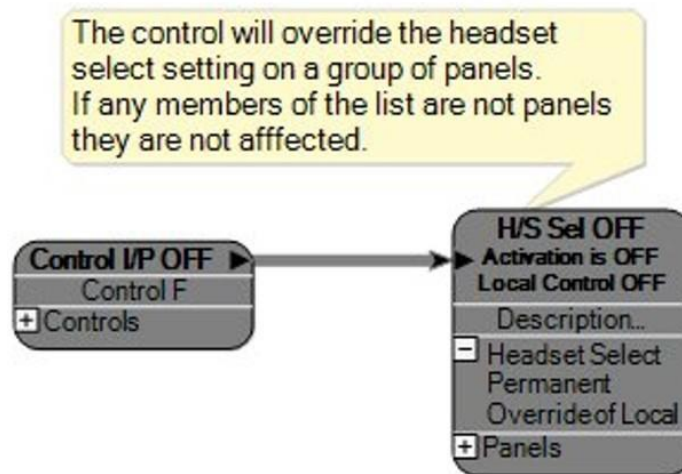 The control will override the headset
select setting on a group of panels.
If any members of the list are not panels
they are not afffected.
Control I/P OFF
Control F
Controls
H/S Sel OFF
Activation is OFF
Local Control OFF
Description...
Headset Select
Permanent
Override of Local
Panels